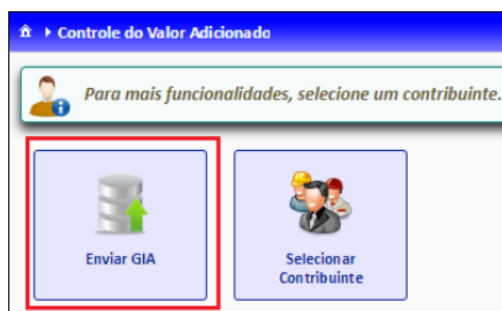 Controle do Valor Adicionado
Para mais funcionalidades, selecione um contribuinte.
Enviar GIA
Selecionar
Contribuinte